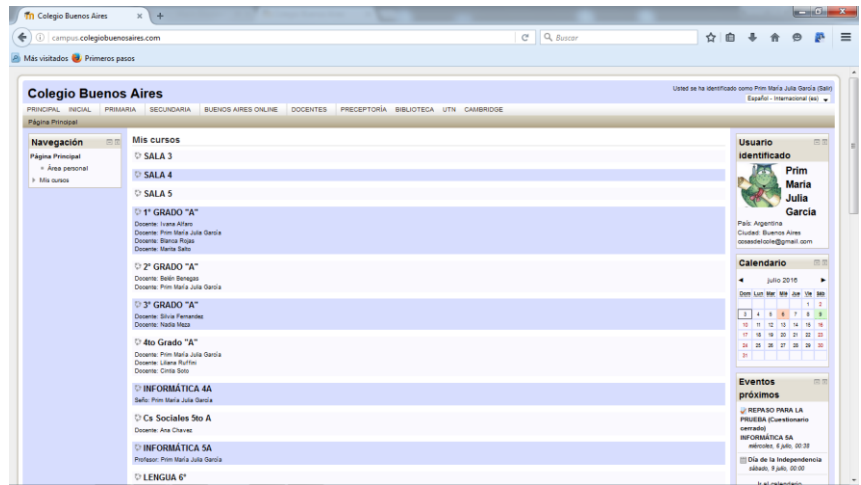 Colegio Buenos Aires
campus.colegiobuenosaires.com
Buscar
Más visitados
Primeros pasos
Colegio Buenos Aires
Usted se ha identificado como Prim María Julia García (Salir)
Español - Internacional (es)
PRINCIPAL INICIAL PRIMARIA SECUNDARIA BUENOS AIRES ONLINE DOCENTES PRECEPTORÍA BIBLIOTECA UTN CAMBRIDGE
Página Principal
Navegación
Página Principal
Área personal
Mis cursos
Mis cursos
SALA 3
SALA 4
SALA 5
1° GRADO "A"
Docente: Ivana Alfaro
Docente: Prim María Julia García
Docente: Blanca Rojas
Docente: Marita Salto
2° GRADO "A"
Docente: Belén Benegas
Docente: Prim María Julia García
3° GRADO "A"
Docente: Silvia Fernandez
Docente: Nadia Meza
4to Grado "A"
Docente: Prim María Julia García
Docente: Liliana Ruffini
Docente: Cintia Soto
INFORMÁTICA 4A
Seño: Prim María Julia García
Cs Sociales 5to A
Docente: Ana Chavez
INFORMÁTICA 5A
Profesor: Prim María Julia García
LENGUA 6°
Usuario
identificado
Prim
María
Julia
García
País: Argentina
Ciudad: Buenos Aires
cosasdelcole@gmail.com
Calendario
julio 2016
Dom Lun Mar Mié Jue Vie Sáb
1 2
3 4 5 6 7 8 9
10 11 12 13 14 15 16
17 18 19 20 21 22 23
24 25 26 27 28 29 30
31
Eventos
próximos
REPASO PARA LA
PRUEBA (Cuestionario
cerrado)
INFORMÁTICA 5A
miércoles, 6 julio, 00:38
Día de la Independencia
sábado, 9 julio, 00:00
Ir al calendario